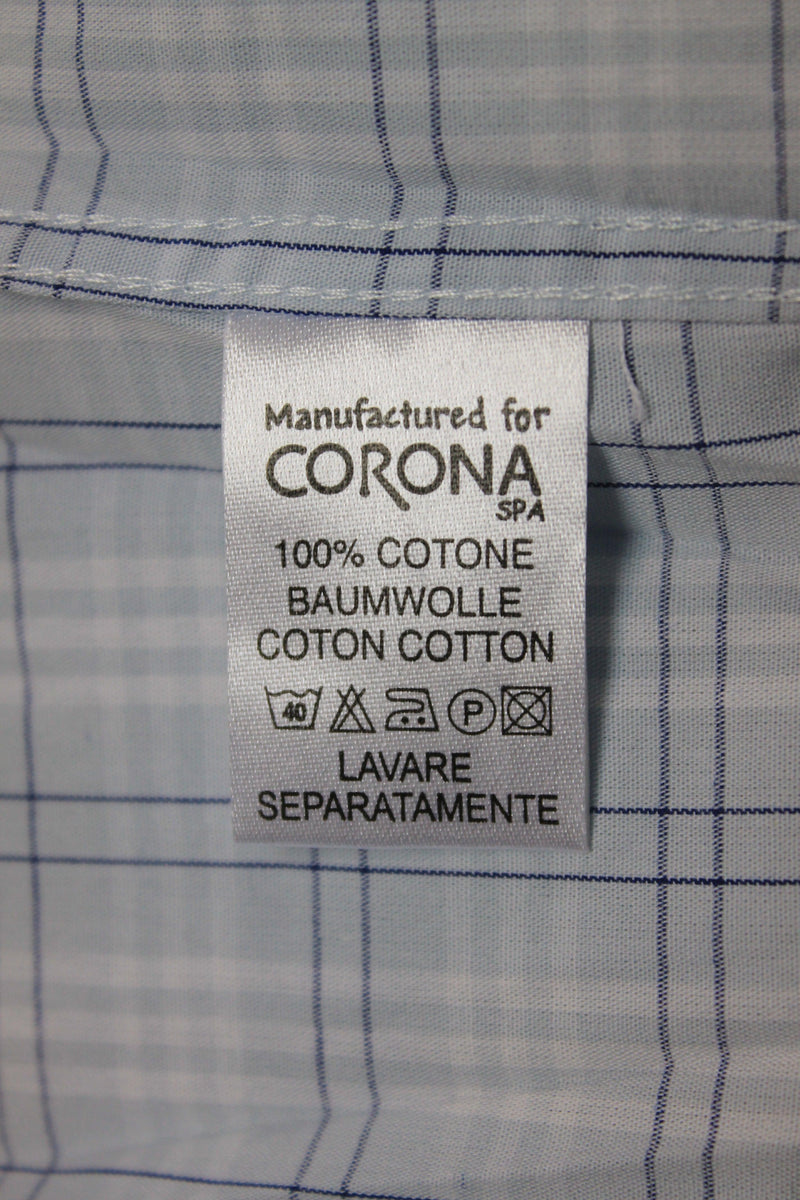 Manufactured for
CORONA
SPA
100% COTONE
BAUMWOLLE
COTON COTTON
40 P
LAVARE
SEPARATAMENTE